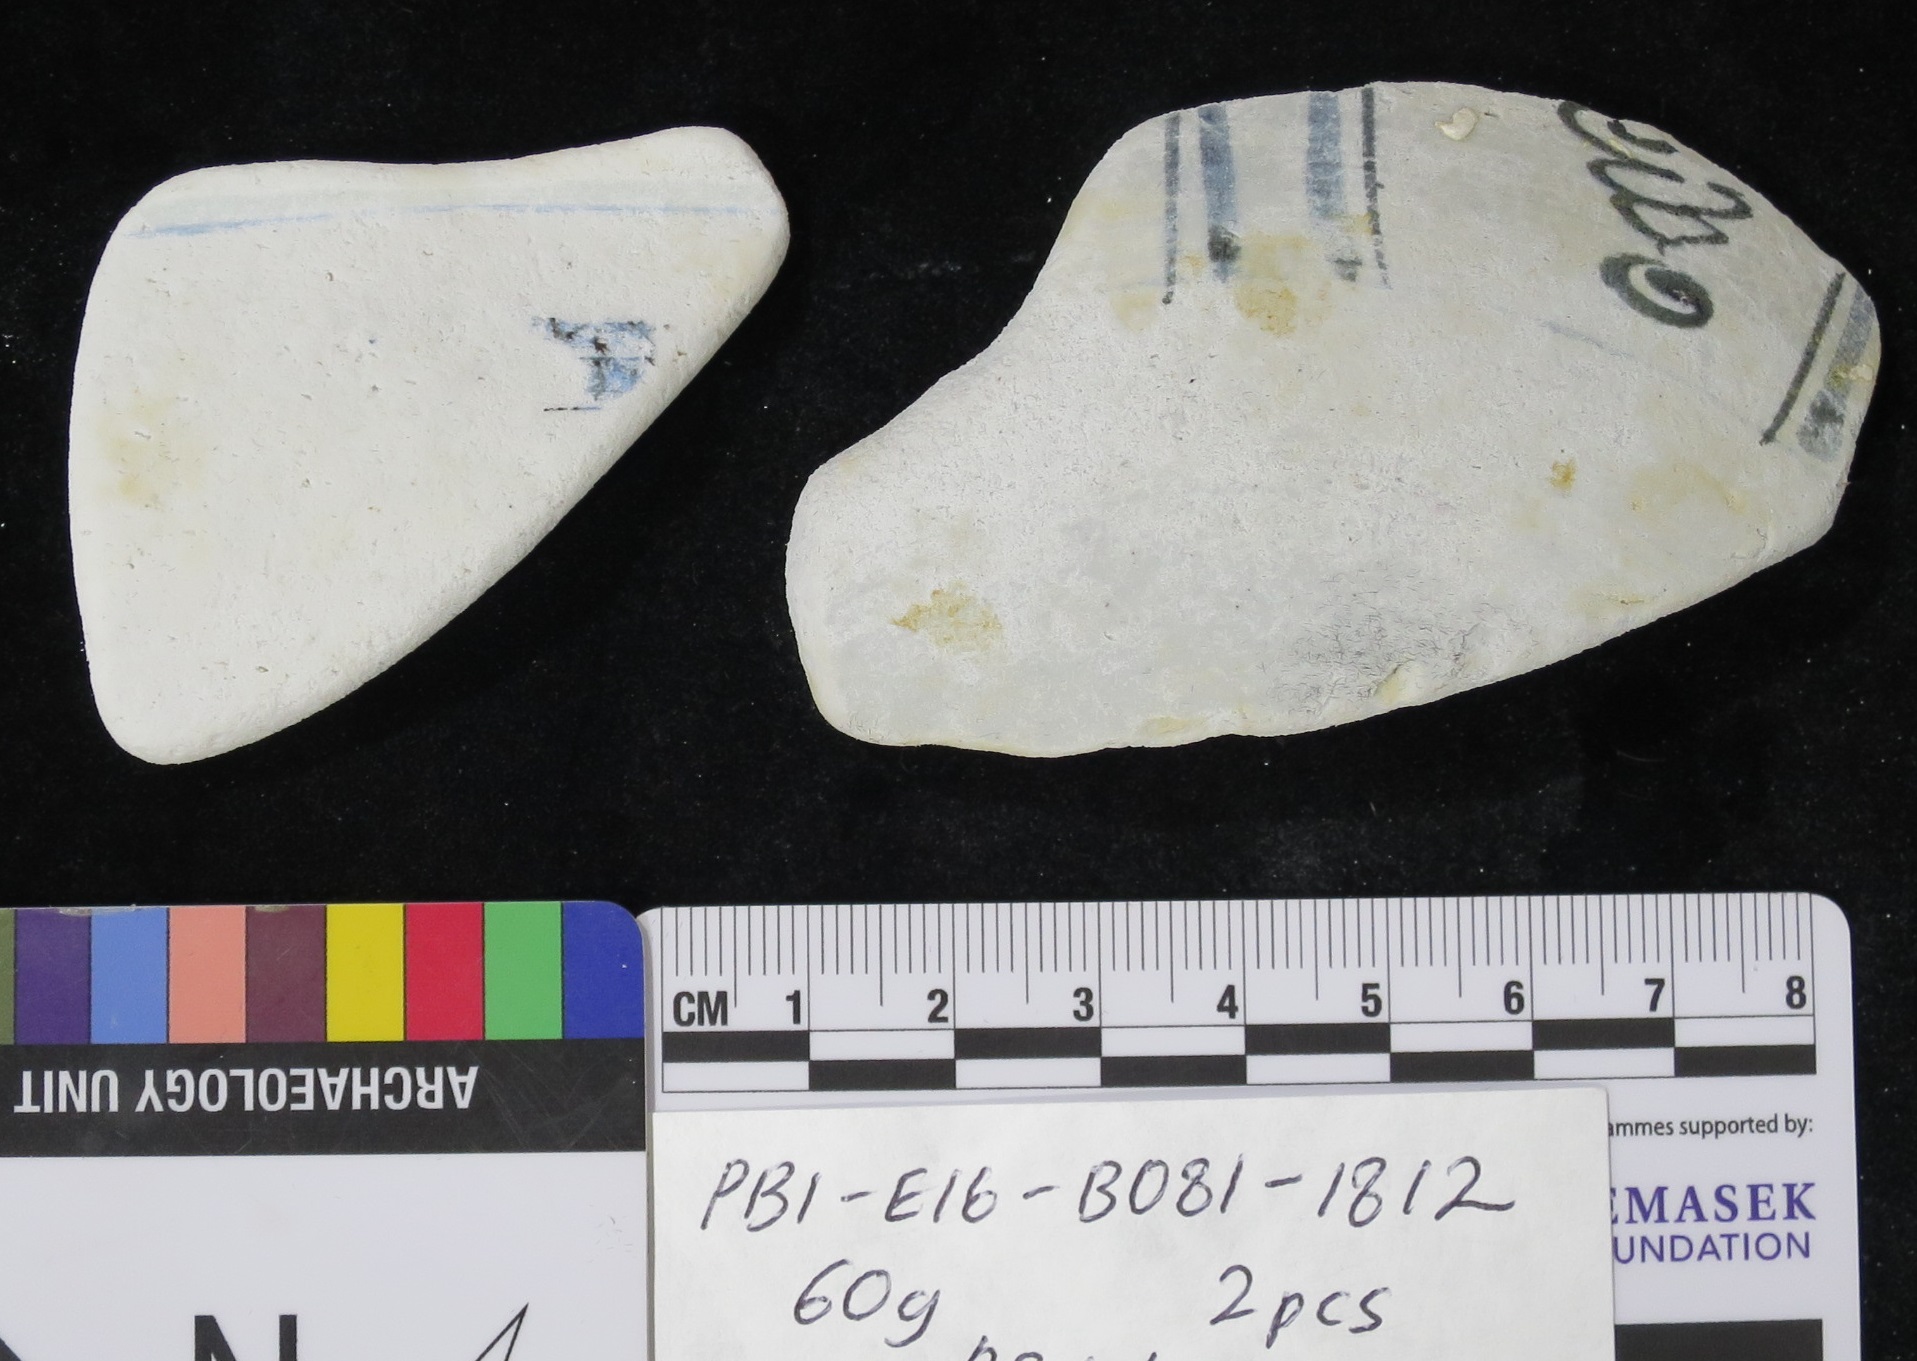 CM 1 2 3 4 5 6 7 8
ARCHAEOLOGY UNIT
ammes supported by:
EMASEK
UNDATION
PB1-E16-B081-1812
60g 2pcs
N